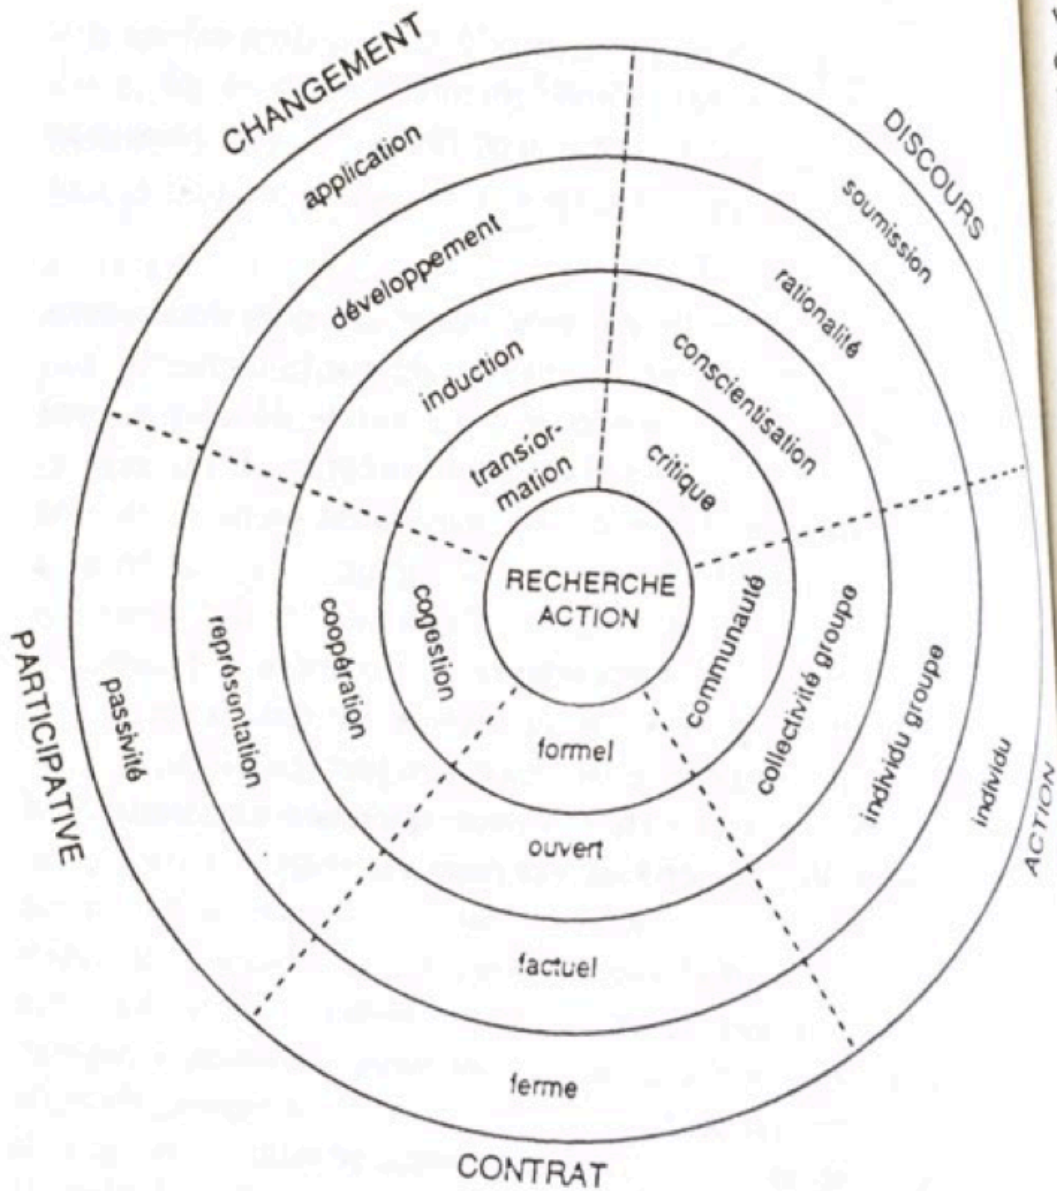 CHANGEMENT
application
développement
induction
transfor-
mation
DISCOURS
soumission
rationalité
conscientisation
critique
RECHERCHE
ACTION
PARTICIPATIVE
passivité
représentation
coopération
cogestion
communauté
collectivité groupe
individu groupe
individu
ACTION
formel
ouvert
factuel
ferme
CONTRAT